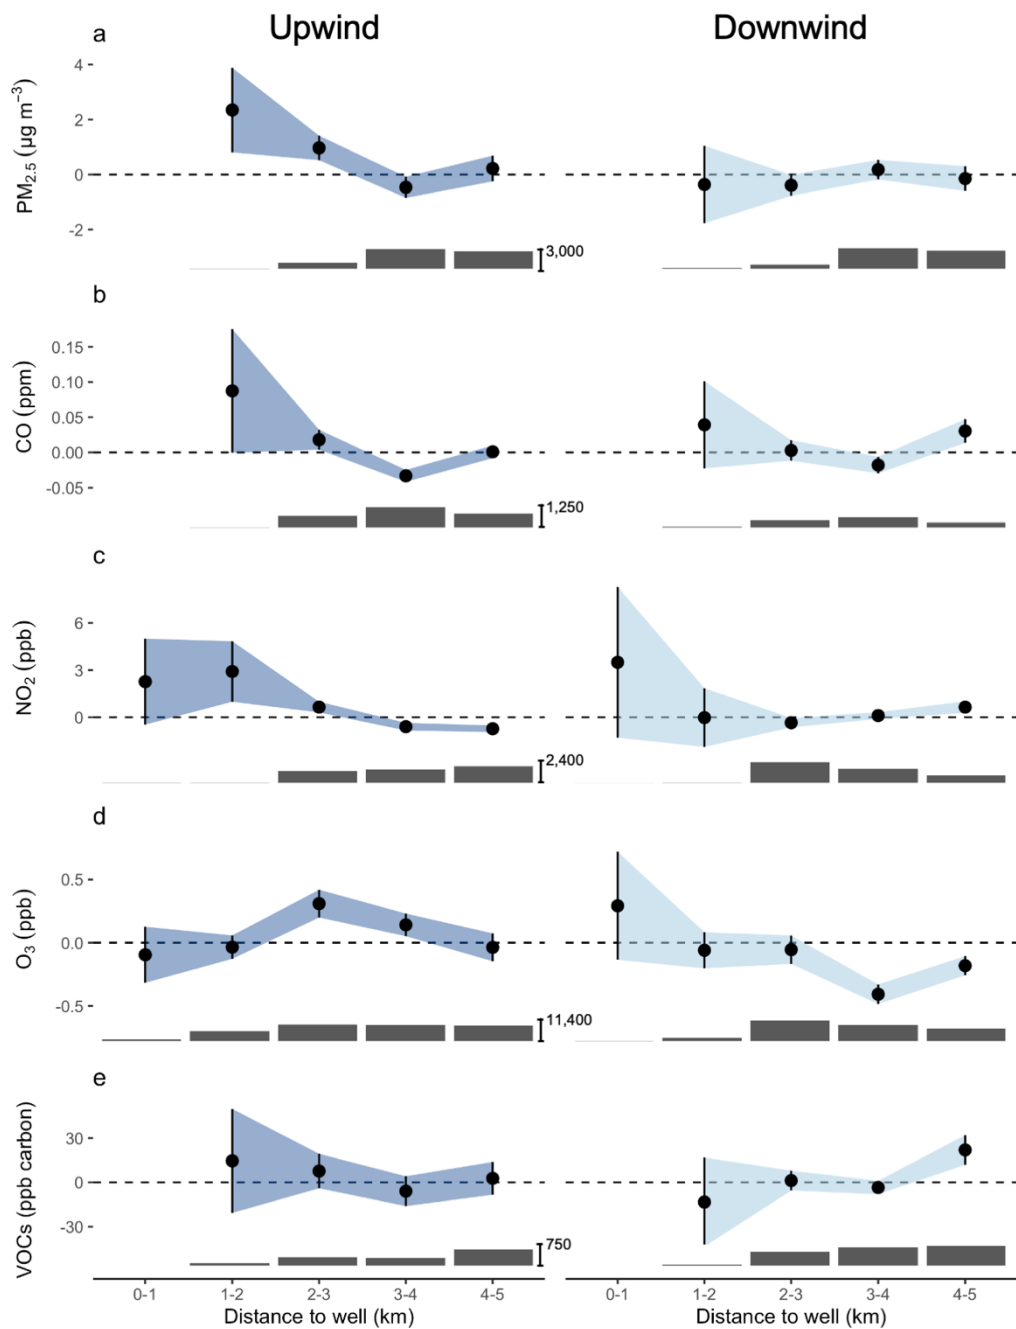 Upwind Downwind
a
PM2.5 (µg m−3)
4
2
0
-2
3,000
b
CO (ppm)
0.15
0.10
0.05
0.00
-0.05
1,250
c
NO2 (ppb)
6
3
0
2,400
d
O3 (ppb)
0.5
0.0
-0.5
11,400
e
VOCs (ppb carbon)
30
0
-30
750
0-1 1-2 2-3 3-4 4-5 0-1 1-2 2-3 3-4 4-5
Distance to well (km) Distance to well (km)